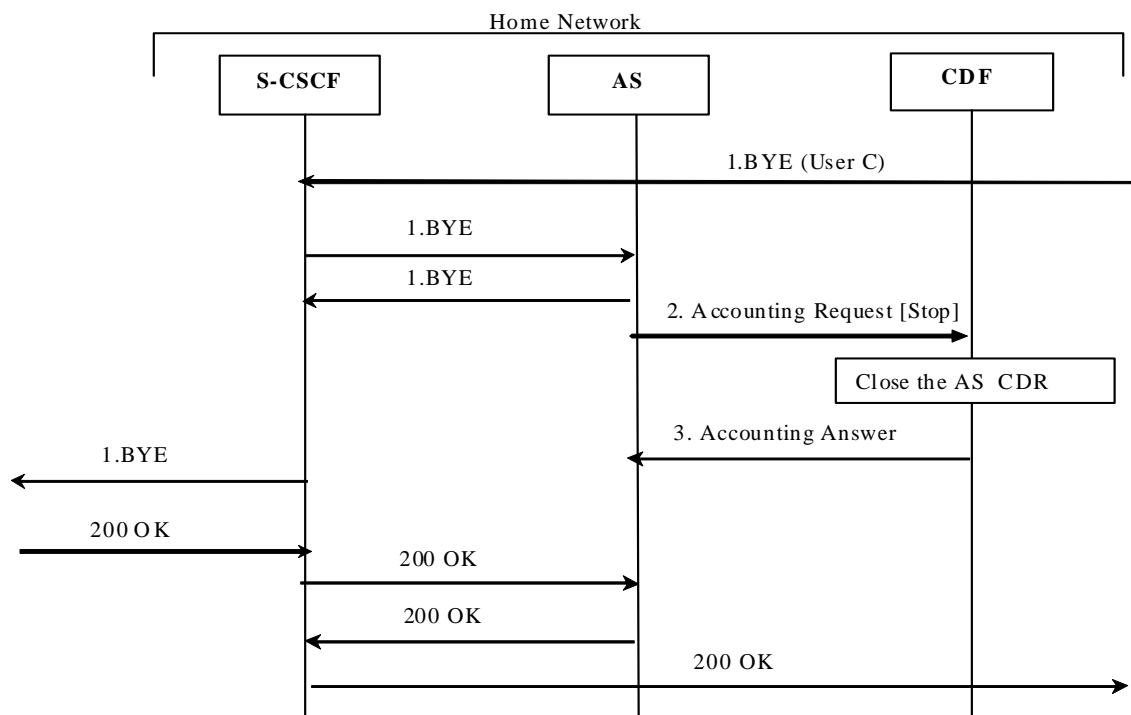 Home Network
S-CSCF
AS
CDF
1.BYE (User C)
1.BYE
1.BYE
2. Accounting Request [Stop]
Close the AS CDR
3. Accounting Answer
1.BYE
200 OK
200 OK
200 OK
200 OK